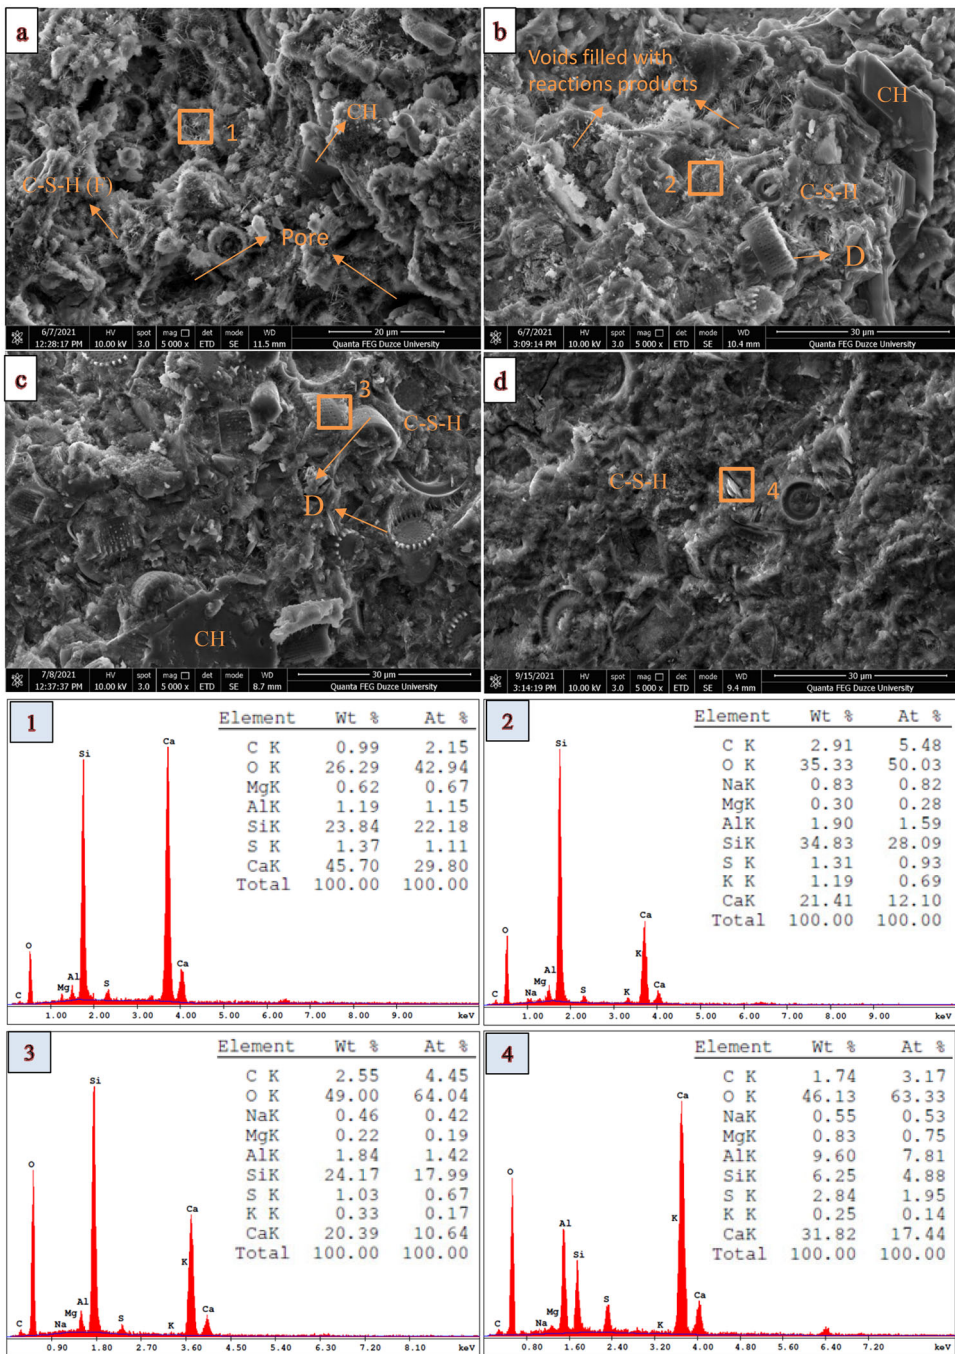 a
1
CH
C-S-H (F)
Pore
6/7/2021 HV spot mag det mode WD 20 µm
12:28:17 PM 10.00 kV 3.0 5 000 x ETD SE 11.5 mm Quanta FEG Duzce University
b
Voids filled with
reactions products
CH
2
C-S-H
D
6/7/2021 HV spot mag det mode WD 30 µm
3:09:14 PM 10.00 kV 3.0 5 000 x ETD SE 10.4 mm Quanta FEG Duzce University
c
3
C-S-H
D
CH
7/8/2021 HV spot mag det mode WD 30 µm
12:37:37 PM 10.00 kV 3.0 5 000 x ETD SE 8.7 mm Quanta FEG Duzce University
d
C-S-H
4
9/15/2021 HV spot mag det mode WD 30 µm
3:14:19 PM 10.00 kV 3.0 5 000 x ETD SE 9.4 mm Quanta FEG Duzce University
1
Element Wt % At %
C K 0.99 2.15
O K 26.29 42.94
MgK 0.62 0.67
AlK 1.19 1.15
SiK 23.84 22.18
S K 1.37 1.11
CaK 45.70 29.80
Total 100.00 100.00
C O Mg Al Si S Ca Ca
1.00 2.00 3.00 4.00 5.00 6.00 7.00 8.00 9.00 keV
2
Element Wt % At %
C K 2.91 5.48
O K 35.33 50.03
NaK 0.83 0.82
MgK 0.30 0.28
AlK 1.90 1.59
SiK 34.83 28.09
S K 1.31 0.93
K K 1.19 0.69
CaK 21.41 12.10
Total 100.00 100.00
C O Na Mg Al Si S K K Ca Ca
1.00 2.00 3.00 4.00 5.00 6.00 7.00 8.00 9.00 keV
3
Element Wt % At %
C K 2.55 4.45
O K 49.00 64.04
NaK 0.46 0.42
MgK 0.22 0.19
AlK 1.84 1.42
SiK 24.17 17.99
S K 1.03 0.67
K K 0.33 0.17
CaK 20.39 10.64
Total 100.00 100.00
C O Na Mg Al Si S K K Ca Ca
0.90 1.80 2.70 3.60 4.50 5.40 6.30 7.20 8.10 keV
4
Element Wt % At %
C K 1.74 3.17
O K 46.13 63.33
NaK 0.55 0.53
MgK 0.83 0.75
AlK 9.60 7.81
SiK 6.25 4.88
S K 2.84 1.95
K K 0.25 0.14
CaK 31.82 17.44
Total 100.00 100.00
C O Na Mg Al Si S K K Ca Ca
0.80 1.60 2.40 3.20 4.00 4.80 5.60 6.40 7.20 keV